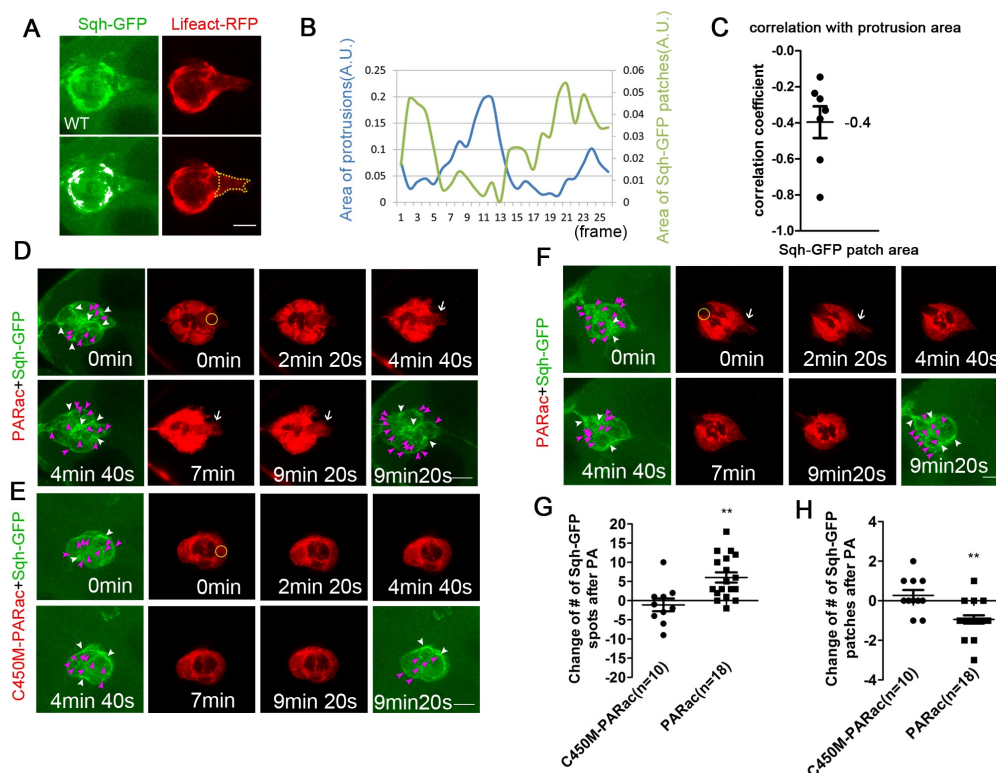 A
Sqh-GFP Lifeact-RFP
WT
B
Area of protrusions(A.U.)
0.25
0.2
0.15
0.1
0.05
0
1 3 5 7 9 11 13 15 17 19 21 23 25
(frame)
0.06
0.05
0.04
0.03
0.02
0.01
0
Area of Sqh-GFP patches(A.U.)
C
correlation with protrusion area
correlation coefficient
-0.0
-0.2
-0.4
-0.6
-0.8
-1.0
-0.4
Sqh-GFP patch area
D
PARac+Sqh-GFP
0min 0min 2min 20s 4min 40s
4min 40s 7min 9min 20s 9min20s
E
C450M-PARac+Sqh-GFP
0min 0min 2min 20s 4min 40s
4min 40s 7min 9min 20s 9min20s
F
PARac+Sqh-GFP
0min 0min 2min 20s 4min 40s
4min 40s 7min 9min20s 9min20s
G
Change of # of Sqh-GFP
spots after PA
20
15
10
5
0
-5
-10
-15
-20
**
C450M-PARac(n=10)
PARac(n=18)
H
Change of # of Sqh-GFP
patches after PA
4
2
0
-2
-4
**
C450M-PARac(n=10)
PARac(n=18)